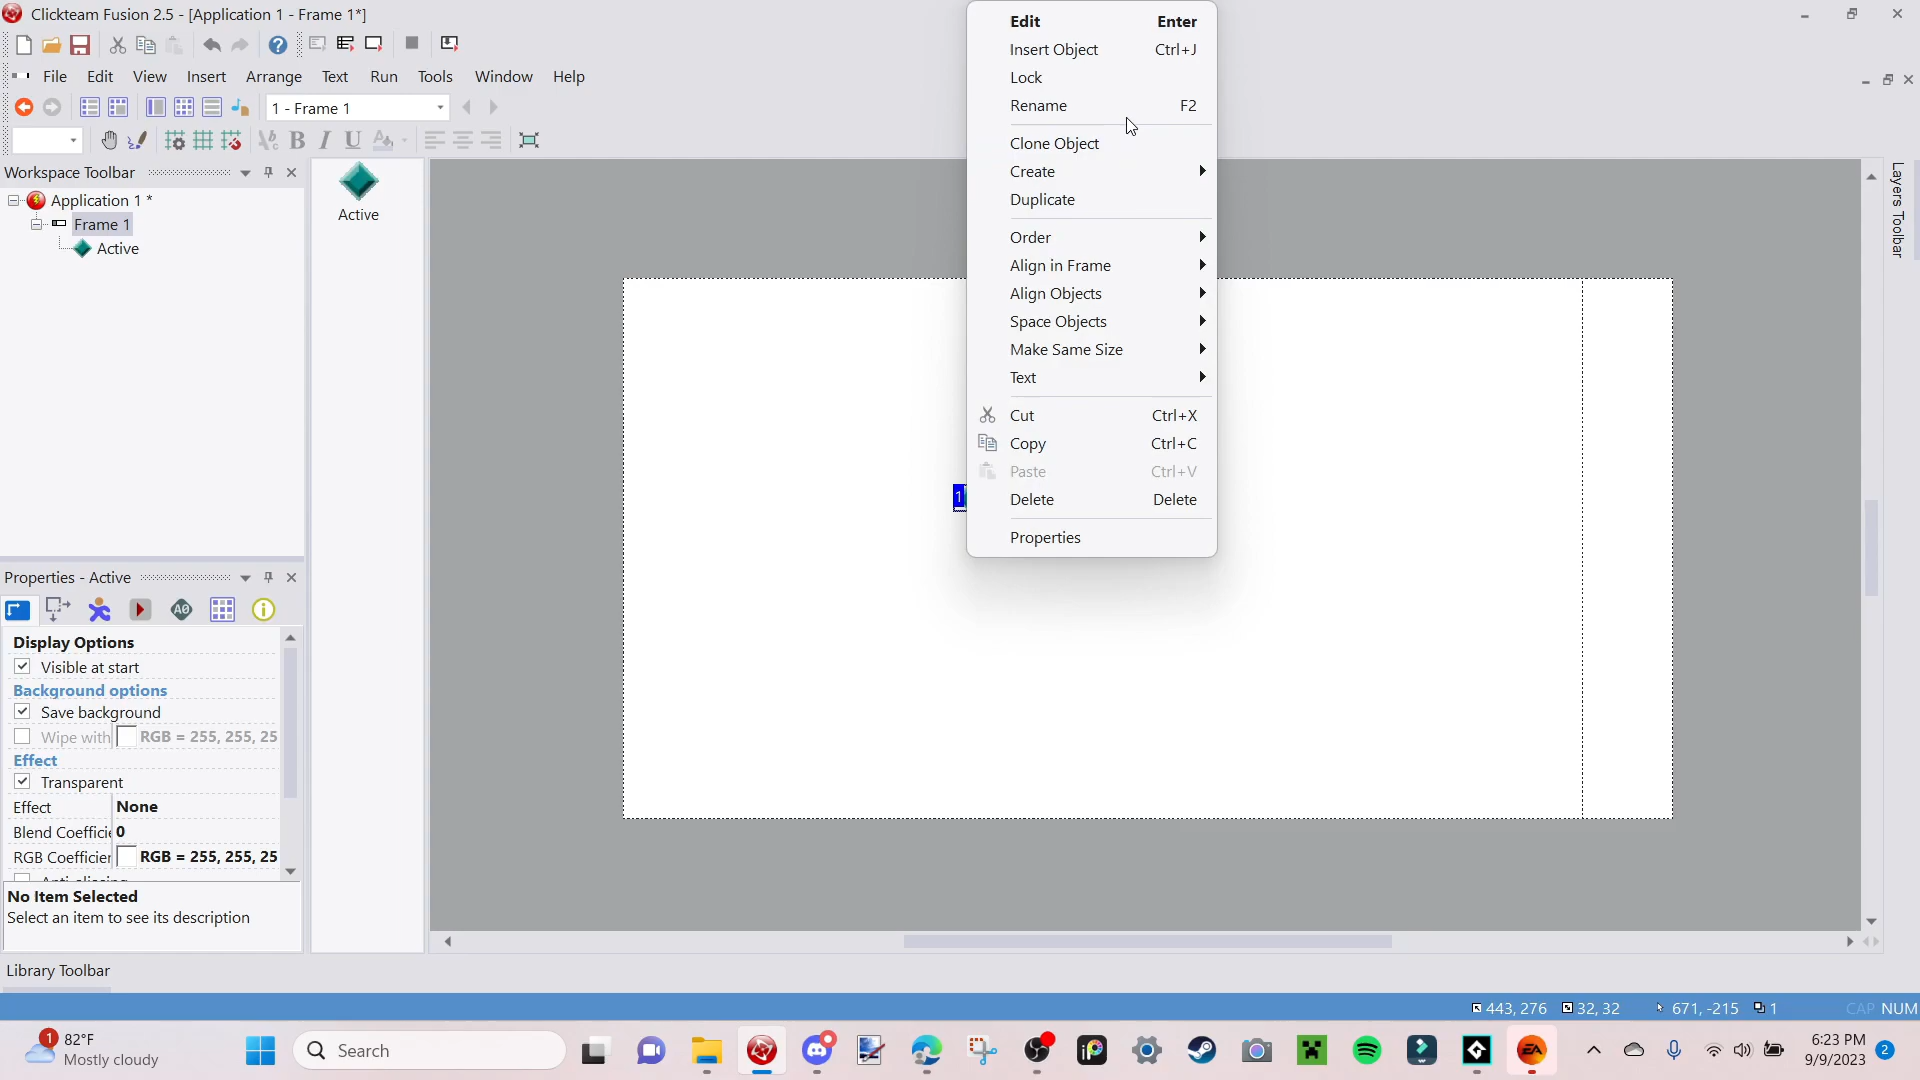 Clickteam Fusion 2.5 - [Application 1 - Frame 1*]
File Edit View Insert Arrange Text Run Tools Window Help
1 - Frame 1
Workspace Toolbar
Application 1 *
Frame 1
Active
Active
Properties - Active
Display Options
Visible at start
Background options
Save background
Wipe with RGB = 255, 255, 25
Effect
Transparent
Effect None
Blend Coefficie 0
RGB Coefficier RGB = 255, 255, 25
No Item Selected
Select an item to see its description
Library Toolbar
Edit Enter
Insert Object Ctrl+J
Lock
Rename F2
Clone Object
Create
Duplicate
Order
Align in Frame
Align Objects
Space Objects
Make Same Size
Text
Cut Ctrl+X
Copy Ctrl+C
Paste Ctrl+V
Delete Delete
Properties
1
Layers Toolbar
443, 276 32, 32 671, -215 1 CAP NUM
1
82°F
Mostly cloudy
Search
6:23 PM
9/9/2023
2